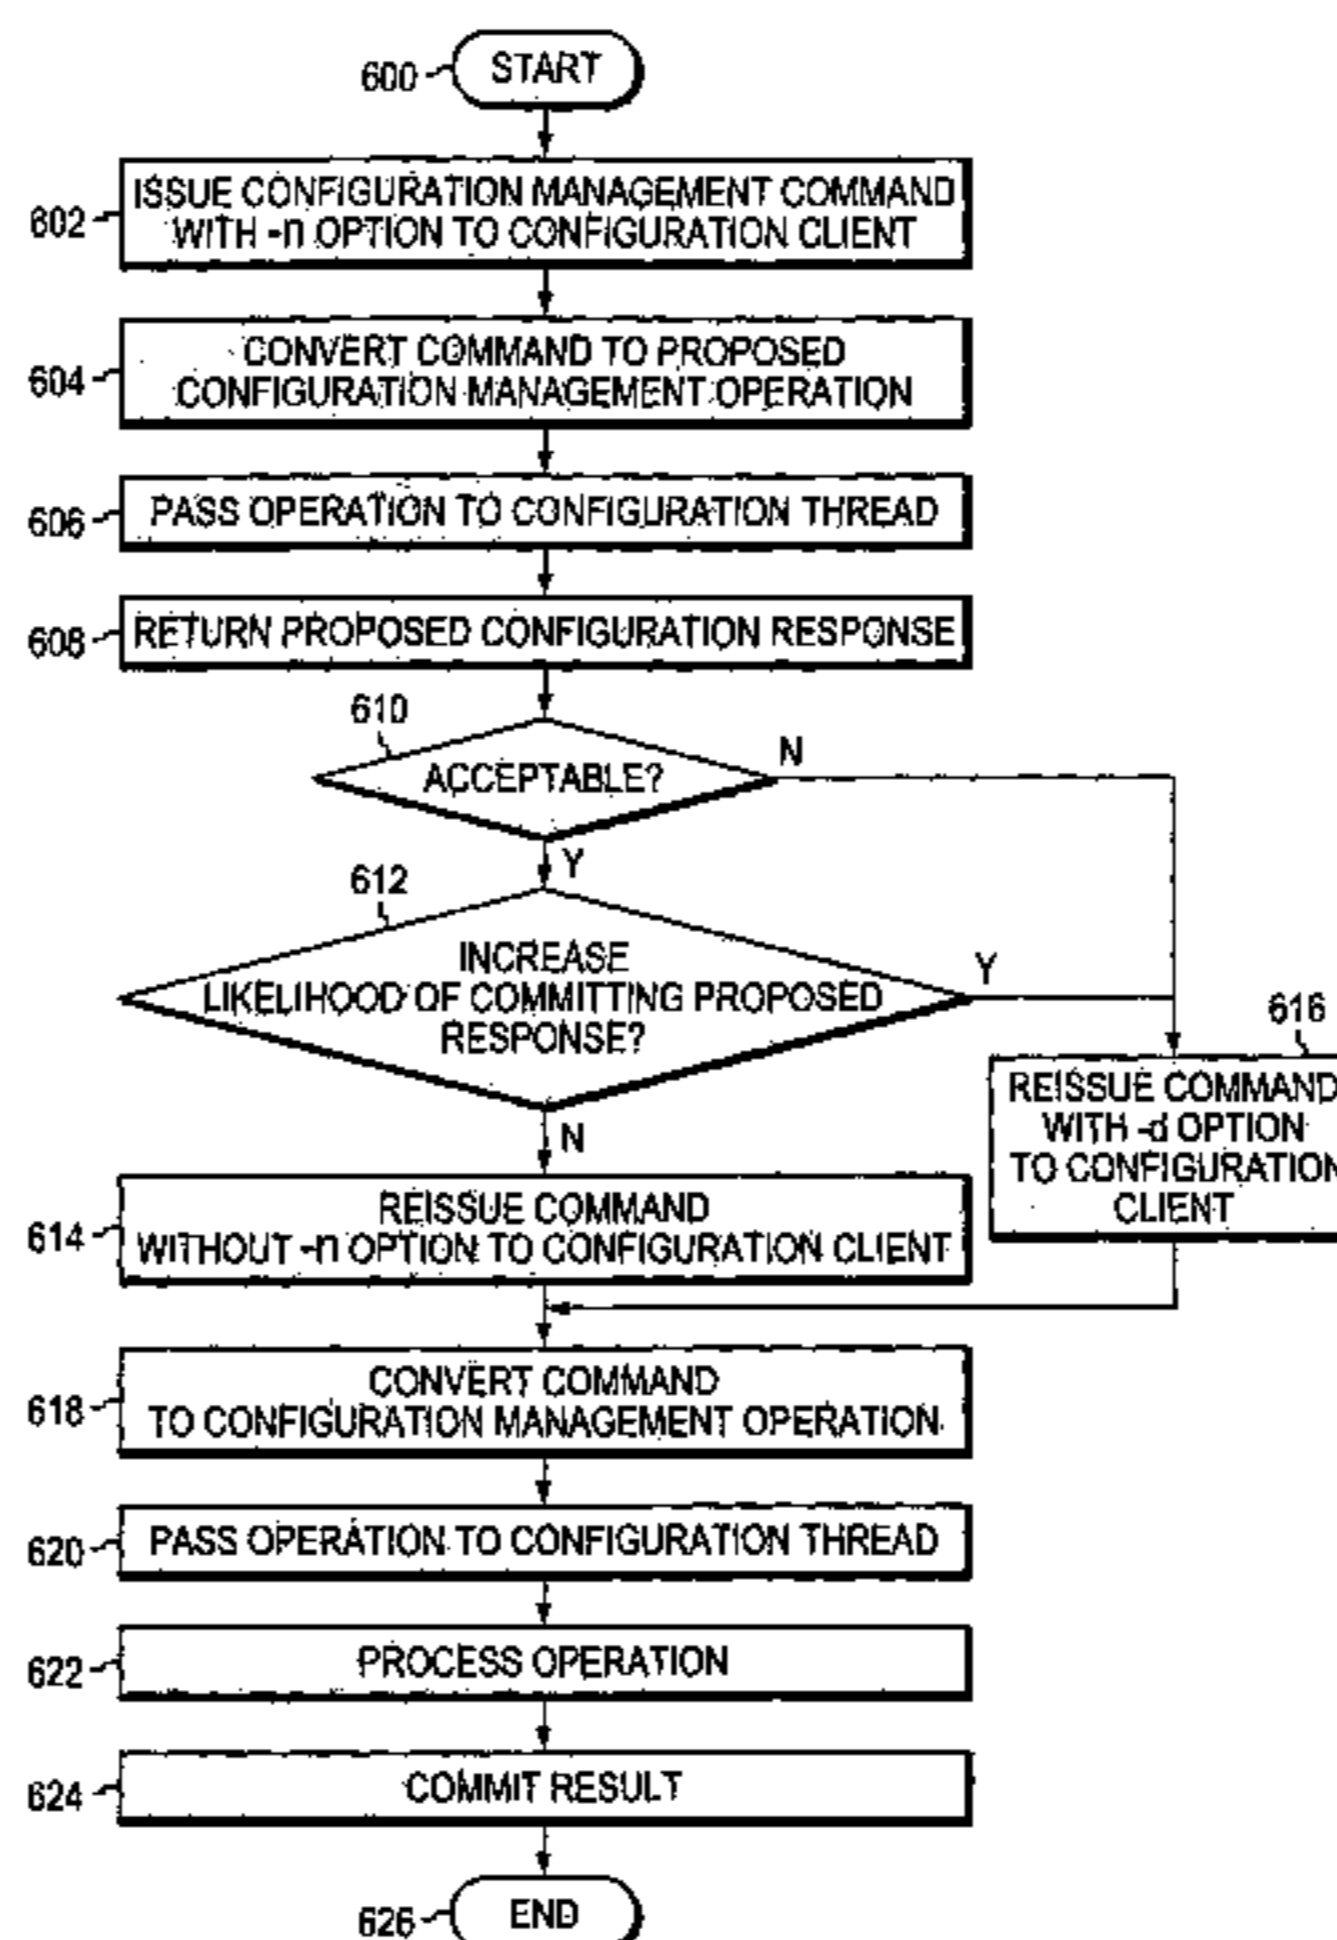 600
START
602
ISSUE CONFIGURATION MANAGEMENT COMMAND
WITH -n OPTION TO CONFIGURATION CLIENT
604
CONVERT COMMAND TO PROPOSED
CONFIGURATION MANAGEMENT OPERATION
606
PASS OPERATION TO CONFIGURATION THREAD
608
RETURN PROPOSED CONFIGURATION RESPONSE
610
ACCEPTABLE?
N
Y
612
INCREASE
LIKELIHOOD OF COMMITTING PROPOSED
RESPONSE?
Y
N
616
REISSUE COMMAND
WITH -d OPTION
TO CONFIGURATION
CLIENT
614
REISSUE COMMAND
WITHOUT -n OPTION TO CONFIGURATION CLIENT
618
CONVERT COMMAND
TO CONFIGURATION MANAGEMENT OPERATION
620
PASS OPERATION TO CONFIGURATION THREAD
622
PROCESS OPERATION
624
COMMIT RESULT
626
END